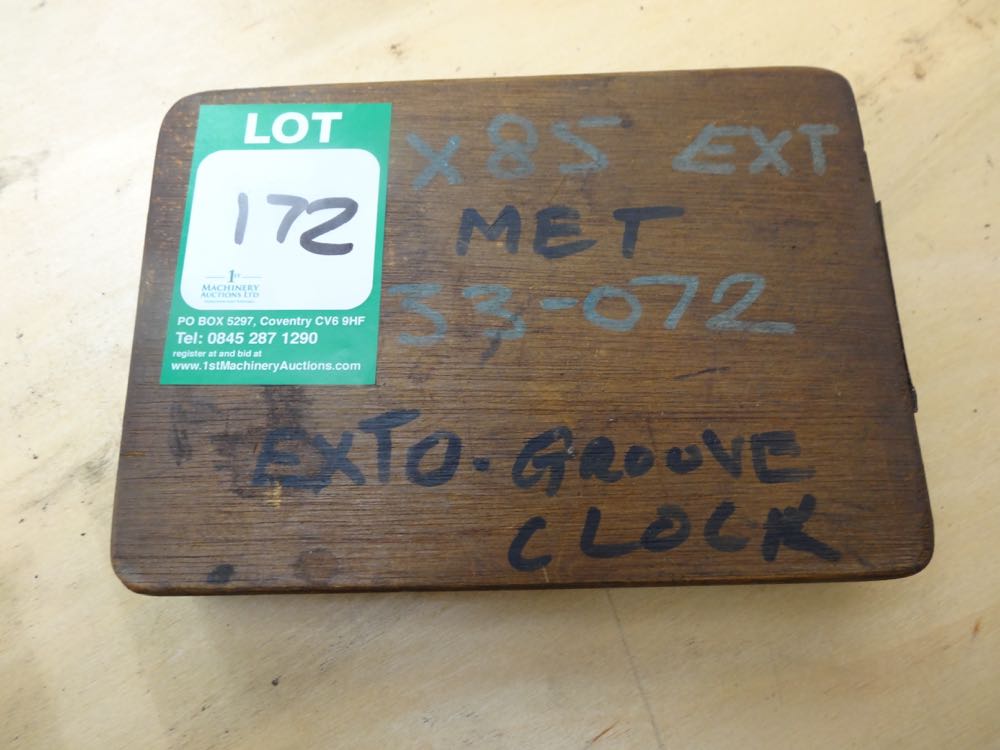 LOT
172
1ST
MACHINERY
AUCTIONS LTD
PO BOX 5297, Coventry CV6 9HF
Tel: 0845 287 1290
register at and bid at
www.1stMachineryAuctions.com
X85 EXT
MET
33-072
EXTO-GROOVE
CLOCK